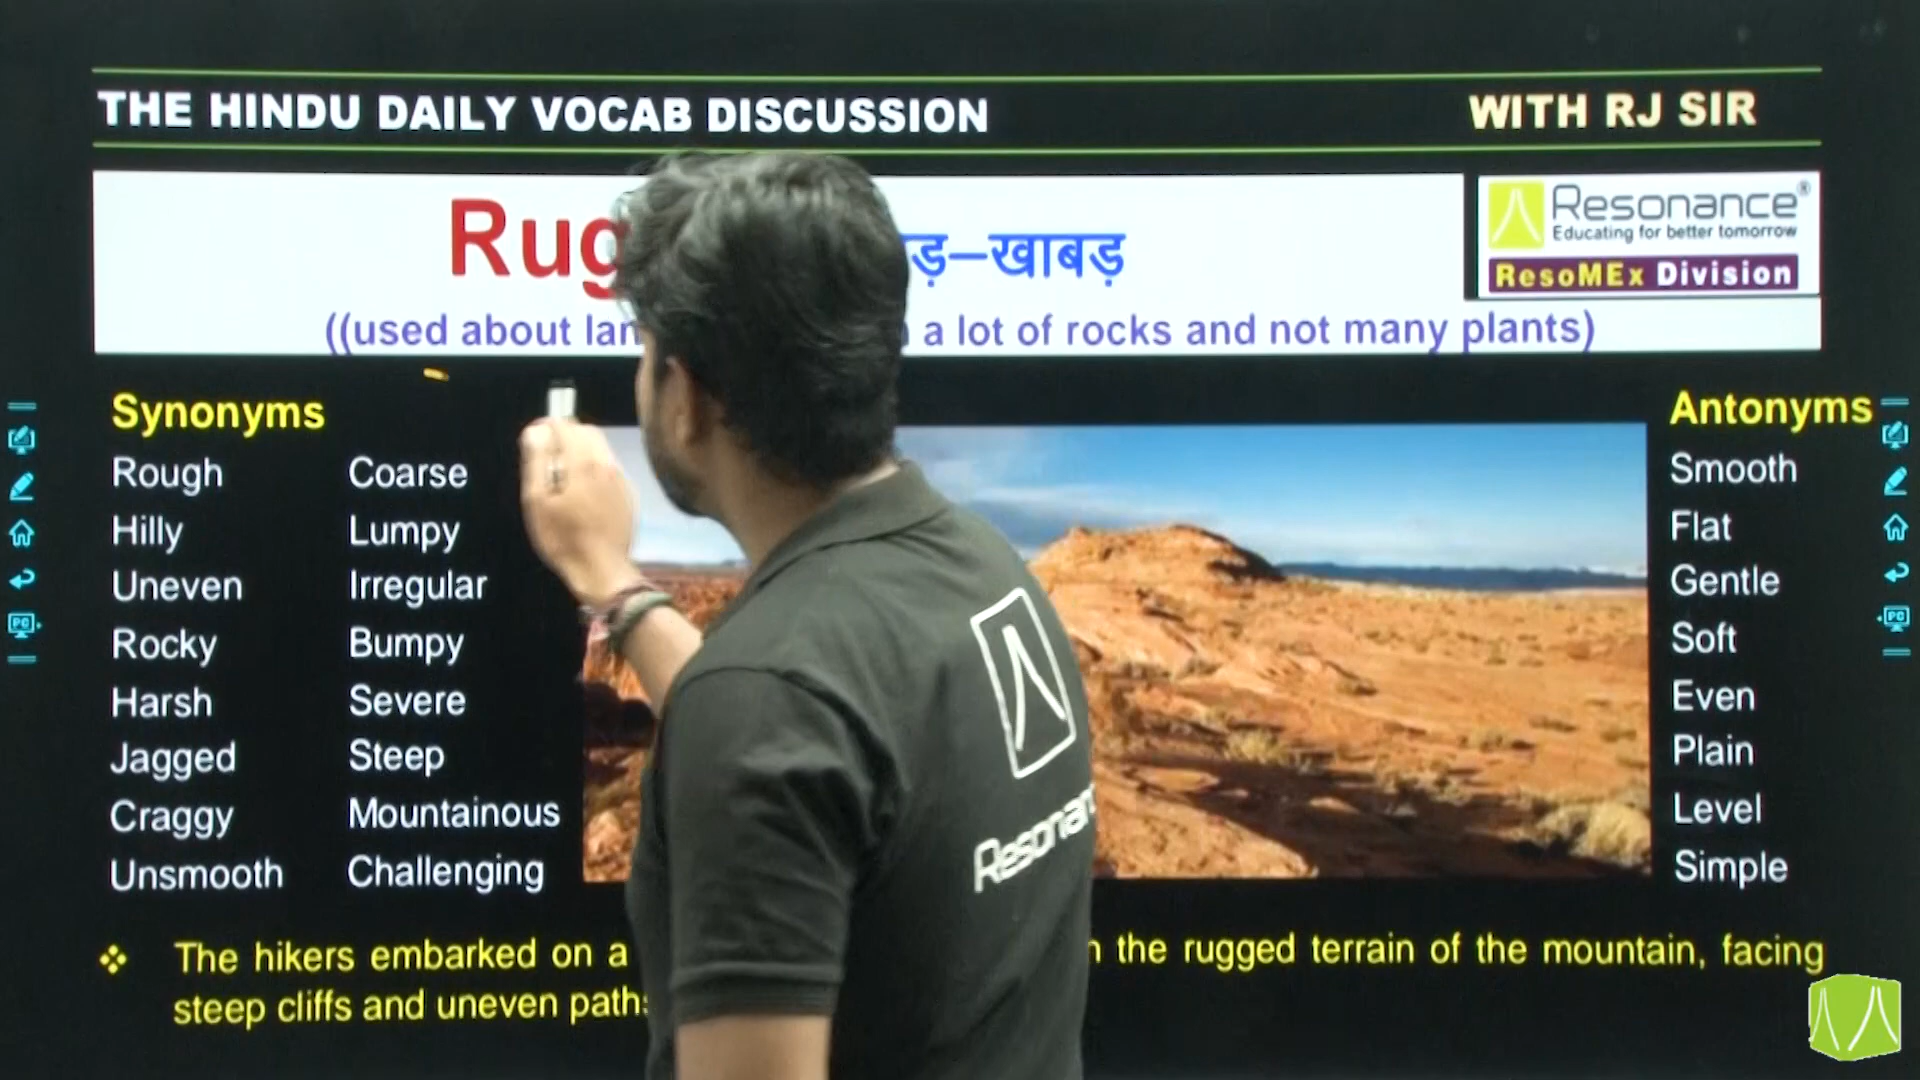 THE HINDU DAILY VOCAB DISCUSSION
WITH RJ SIR
Resonance®
Educating for better tomorrow
ResoMEx Division
ड़–खाबड़
((used about a lot of rocks and not many plants)
Synonyms
Rough Coarse
Hilly Lumpy
Uneven Irregular
Rocky Bumpy
Harsh Severe
Jagged Steep
Craggy Mountainous
Unsmooth Challenging
Antonyms
Smooth
Flat
Gentle
Soft
Even
Plain
Level
Simple
The hikers embarked on a the rugged terrain of the mountain, facing
steep cliffs and uneven paths
PC
PC